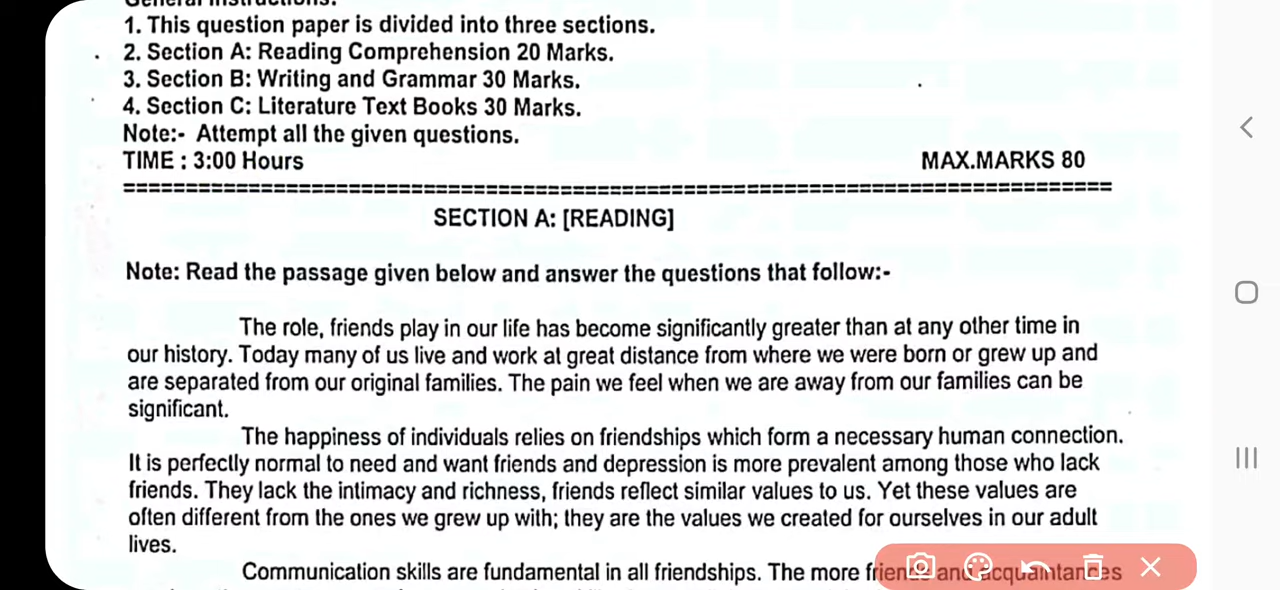 General Instructions:
1. This question paper is divided into three sections.
2. Section A: Reading Comprehension 20 Marks.
3. Section B: Writing and Grammar 30 Marks.
4. Section C: Literature Text Books 30 Marks.
Note:- Attempt all the given questions.
TIME : 3:00 Hours MAX.MARKS 80
SECTION A: [READING]
Note: Read the passage given below and answer the questions that follow:-
The role, friends play in our life has become significantly greater than at any other time in
our history. Today many of us live and work at great distance from where we were born or grew up and
are separated from our original families. The pain we feel when we are away from our families can be
significant.
The happiness of individuals relies on friendships which form a necessary human connection.
It is perfectly normal to need and want friends and depression is more prevalent among those who lack
friends. They lack the intimacy and richness, friends reflect similar values to us. Yet these values are
often different from the ones we grew up with; they are the values we created for ourselves in our adult
lives.
Communication skills are fundamental in all friendships. The more friends and acquaintances